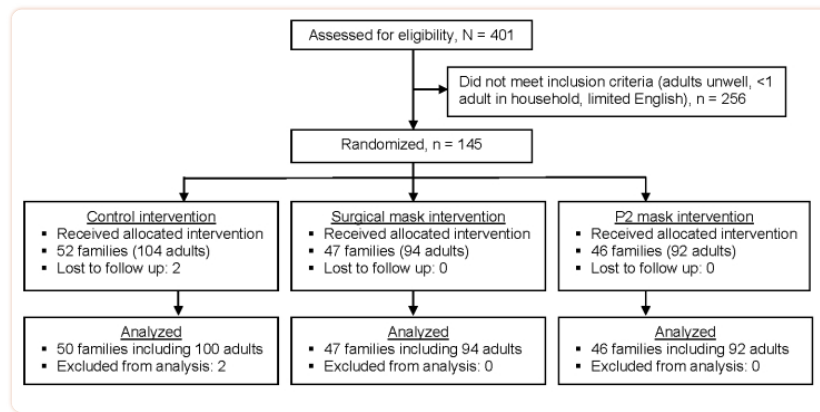 Assessed for eligibility, N = 401
Did not meet inclusion criteria (adults unwell, <1
adult in household, limited English), n = 256
Randomized, n = 145
Control intervention
▪ Received allocated intervention
▪ 52 families (104 adults)
▪ Lost to follow up: 2
Surgical mask intervention
▪ Received allocated intervention
▪ 47 families (94 adults)
▪ Lost to follow up: 0
P2 mask intervention
▪ Received allocated intervention
▪ 46 families (92 adults)
▪ Lost to follow up: 0
Analyzed
▪ 50 families including 100 adults
▪ Excluded from analysis: 2
Analyzed
▪ 47 families including 94 adults
▪ Excluded from analysis: 0
Analyzed
▪ 46 families including 92 adults
▪ Excluded from analysis: 0